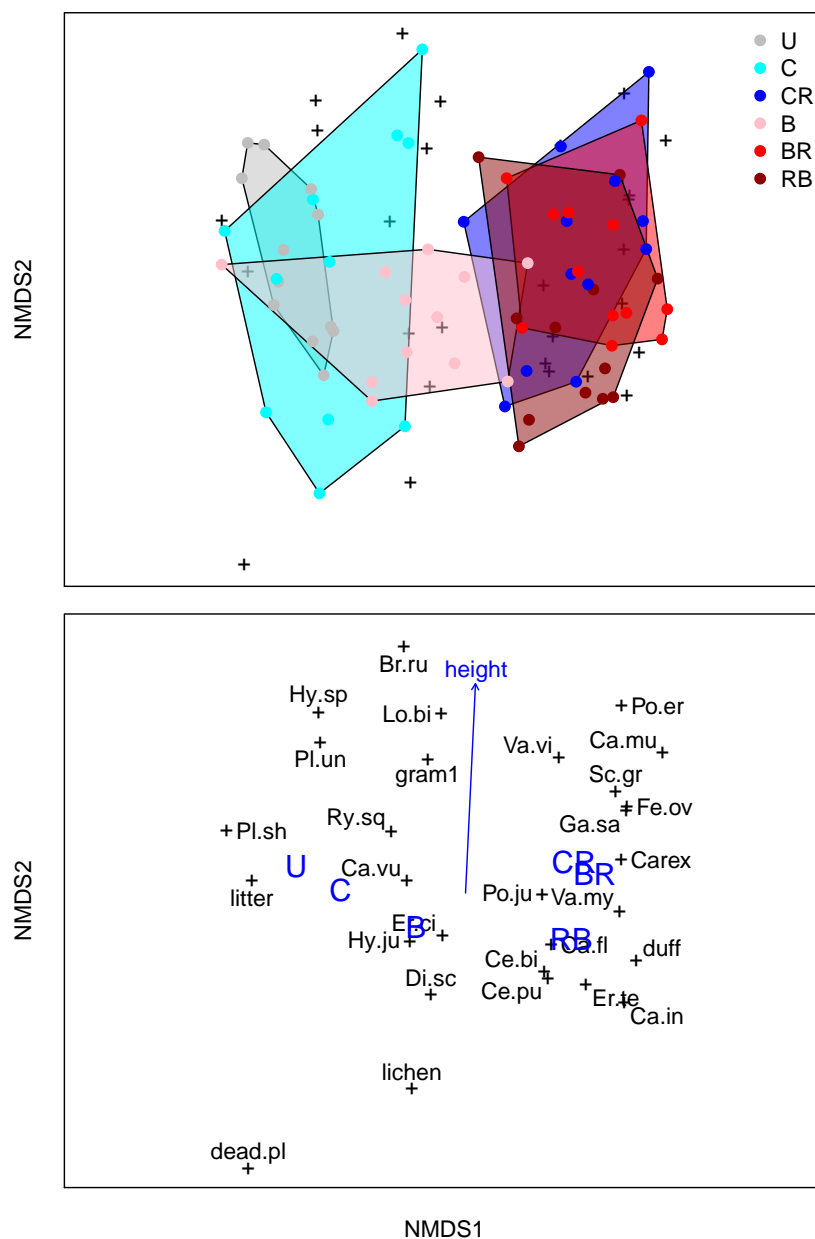 U
C
CR
B
BR
RB
NMDS2
Br.ru
height
Hy.sp
Lo.bi
Po.er
Pl.un
Va.vi
Ca.mu
gram1
Sc.gr
Pl.sh
Ry.sq
Ga.sa
Fe.ov
U
C
Ca.vu
CR
BR
Carex
litter
Po.ju
Va.my
Er.ci
B
Hy.ju
RB
Ca.fl
duff
Ce.bi
Di.sc
Ce.pu
Er.te
Ca.in
lichen
dead.pl
NMDS2
NMDS1